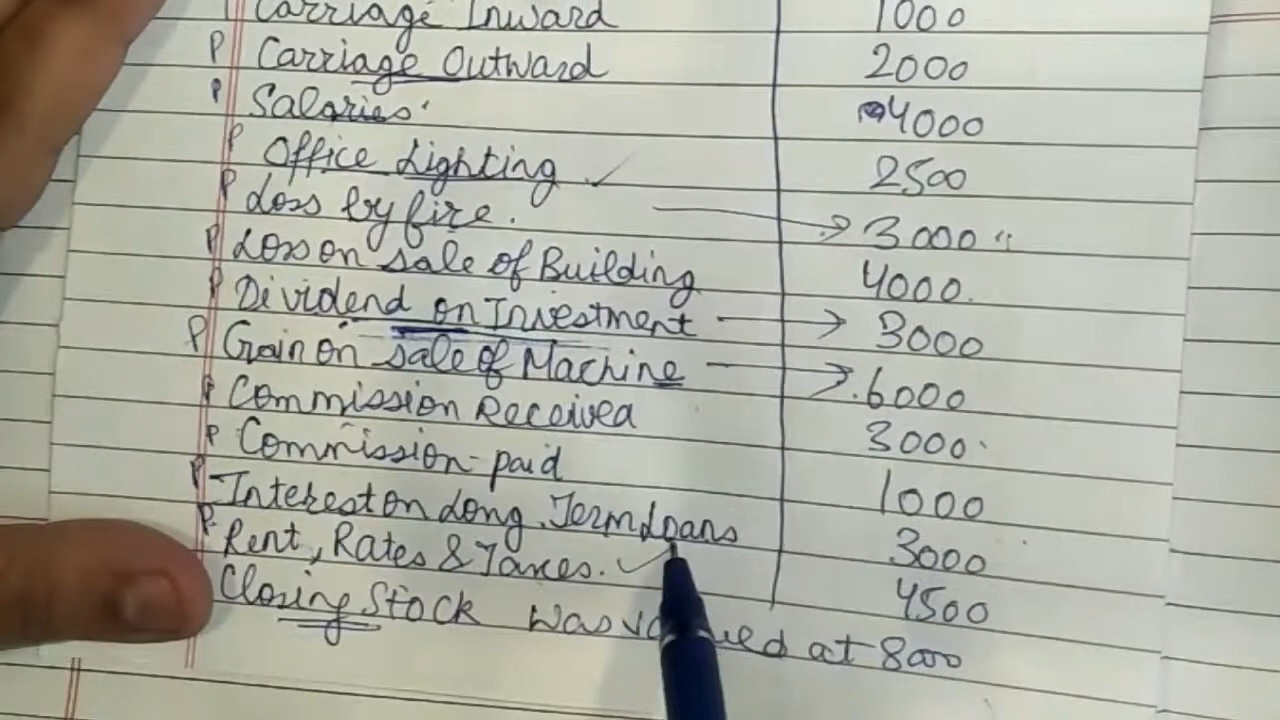 Carriage Inward 1000
P Carriage Outward 2000
P Salaries 4000
P Office Lighting ✓ 2500
P Loss by fire. → 3000
P Loss on sale of Building 4000.
P Dividend on Investment → 3000
P Gain on sale of Machine → 6000
P Commission Received 3000
P Commission paid 1000
P Interest on Long Term Loans 3000
P Rent, Rates & Taxes. ✓ 4500
Closing Stock was at 8000